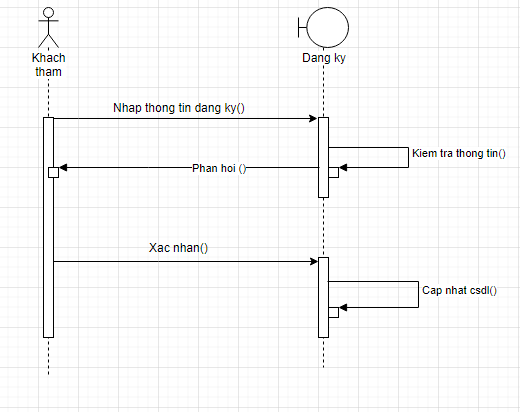 Khach
tham
Dang ky
Nhap thong tin dang ky()
Kiem tra thong tin()
Phan hoi ()
Xac nhan()
Cap nhat csdl()